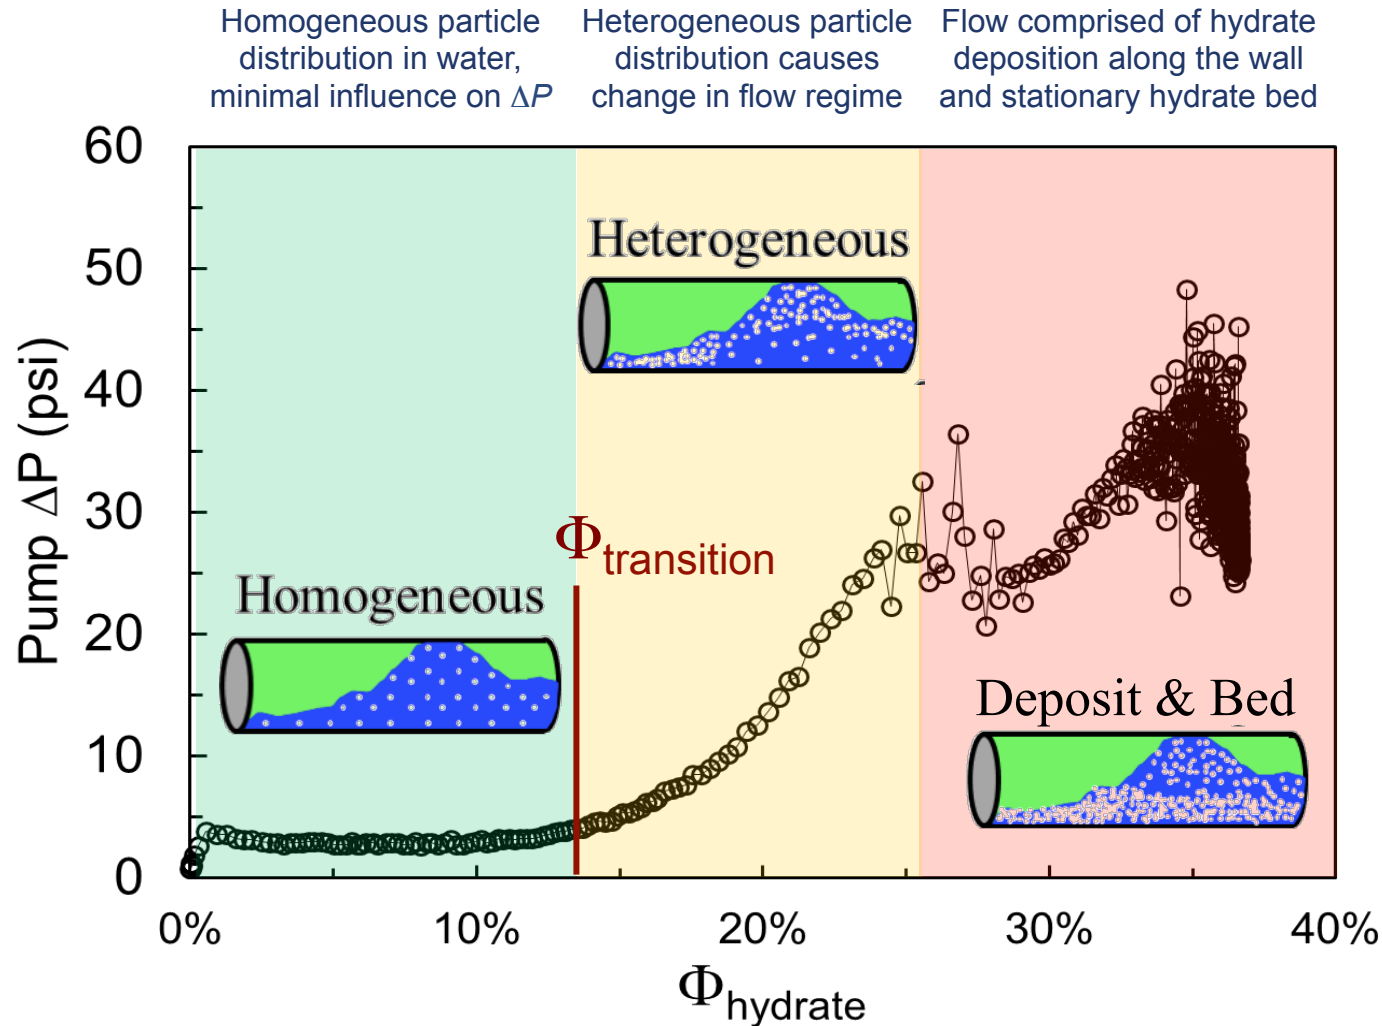 Homogeneous particle
distribution in water,
minimal influence on ΔP
Heterogeneous particle
distribution causes
change in flow regime
Flow comprised of hydrate
deposition along the wall
and stationary hydrate bed
60
50
40
30
20
10
0
Pump ΔP (psi)
Heterogeneous
Φtransition
Homogeneous
Deposit & Bed
0%
10%
20%
30%
40%
Φhydrate